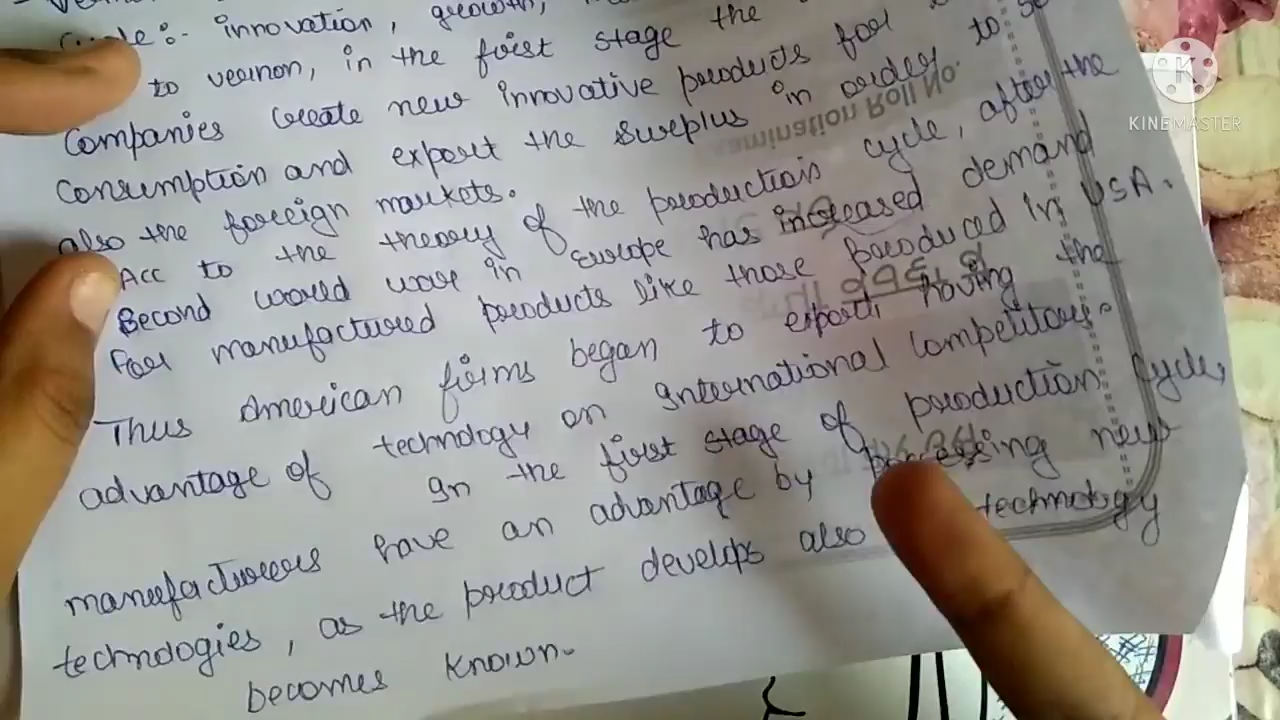 Cycle :- innovation, growth,
to vernon, in the first stage the
Companies create new innovative products for
Consumption and export the surplus in order to
also the foreign markets.
Acc to the theory of the production cycle, after the
Second world war in Europe has increased demand
For manufactured products like those produced in USA.
Thus American firms began to export, having the
advantage of technology on International Competitors.
In the first stage of production cycle,
manufacturers have an advantage by new
technologies, as the product develops also technology
becomes known.
amination Roll No.
KINEMASTER